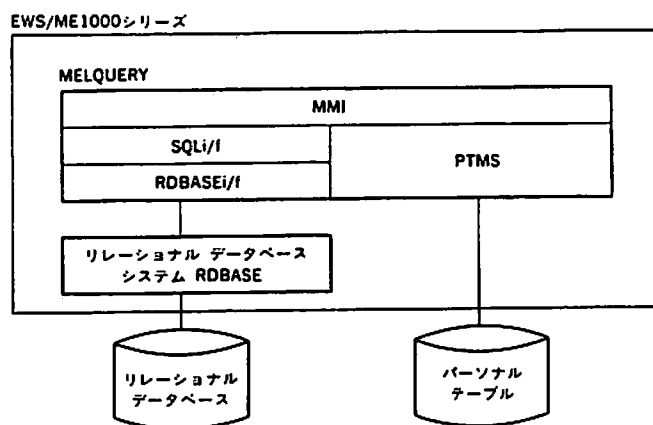 EWS/ME1000シリーズ
MELQUERY
MMI
SQLi/f
RDBASEi/f
PTMS
リレーショナル データベース
システム RDBASE
リレーショナル
データベース
パーソナル
テーブル